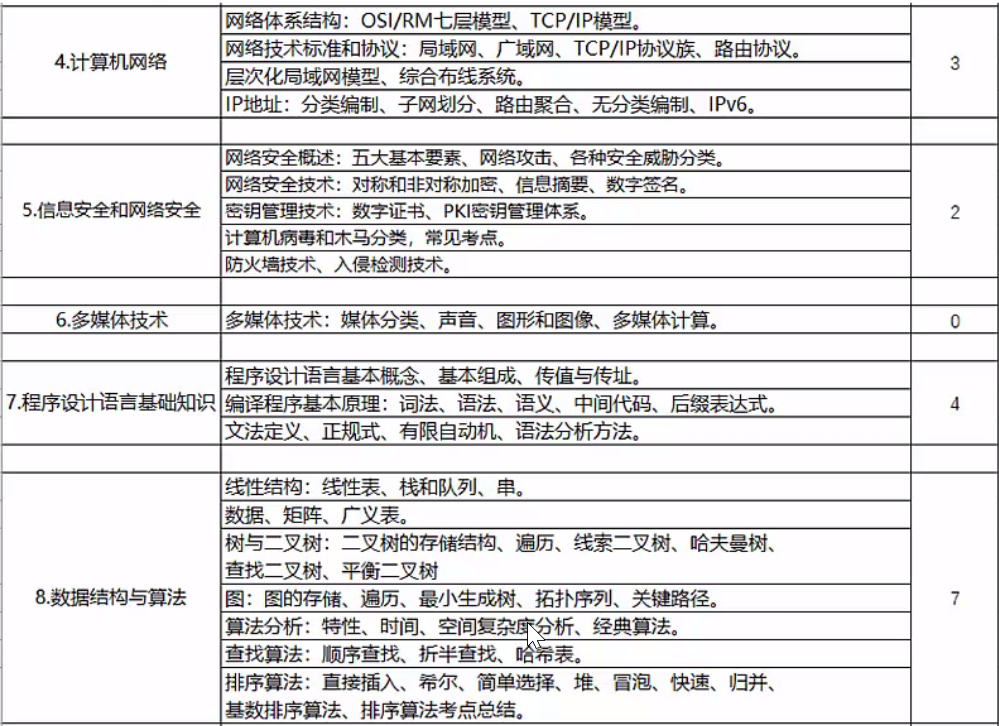 4.计算机网络
网络体系结构：OSI/RM七层模型、TCP/IP模型。
网络技术标准和协议：局域网、广域网、TCP/IP协议族、路由协议。
层次化局域网模型、综合布线系统。
IP地址：分类编制、子网划分、路由聚合、无分类编制、IPv6。
3
5.信息安全和网络安全
网络安全概述：五大基本要素、网络攻击、各种安全威胁分类。
网络安全技术：对称和非对称加密、信息摘要、数字签名。
密钥管理技术：数字证书、PKI密钥管理体系。
计算机病毒和木马分类，常见考点。
防火墙技术、入侵检测技术。
2
6.多媒体技术
多媒体技术：媒体分类、声音、图形和图像、多媒体计算。
0
7.程序设计语言基础知识
程序设计语言基本概念、基本组成、传值与传址。
编译程序基本原理：词法、语法、语义、中间代码、后缀表达式。
文法定义、正规式、有限自动机、语法分析方法。
4
8.数据结构与算法
线性结构：线性表、栈和队列、串。
数据、矩阵、广义表。
树与二叉树：二叉树的存储结构、遍历、线索二叉树、哈夫曼树、
查找二叉树、平衡二叉树
图：图的存储、遍历、最小生成树、拓扑序列、关键路径。
算法分析：特性、时间、空间复杂度分析、经典算法。
查找算法：顺序查找、折半查找、哈希表。
排序算法：直接插入、希尔、简单选择、堆、冒泡、快速、归并、
基数排序算法、排序算法考点总结。
7